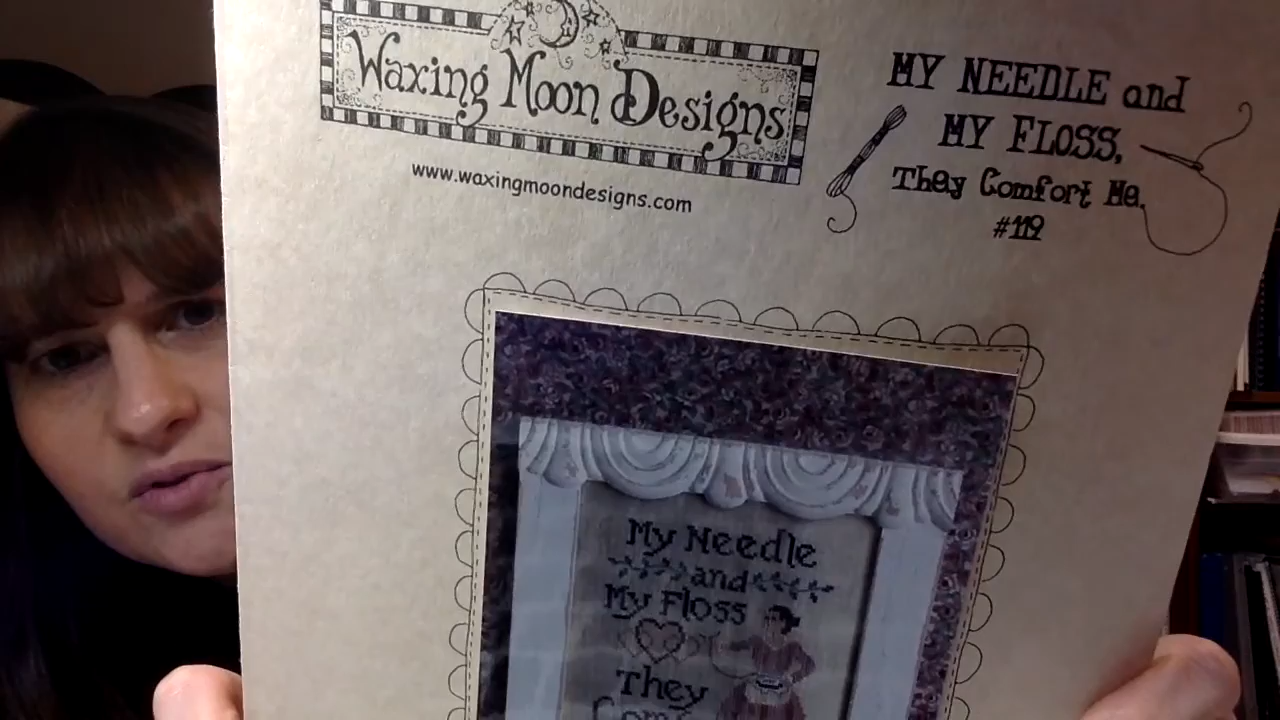 Waxing Moon Designs
www.waxingmoondesigns.com
MY NEEDLE and
MY FLOSS,
They Comfort Me.
#119
My Needle
and
My Floss
They